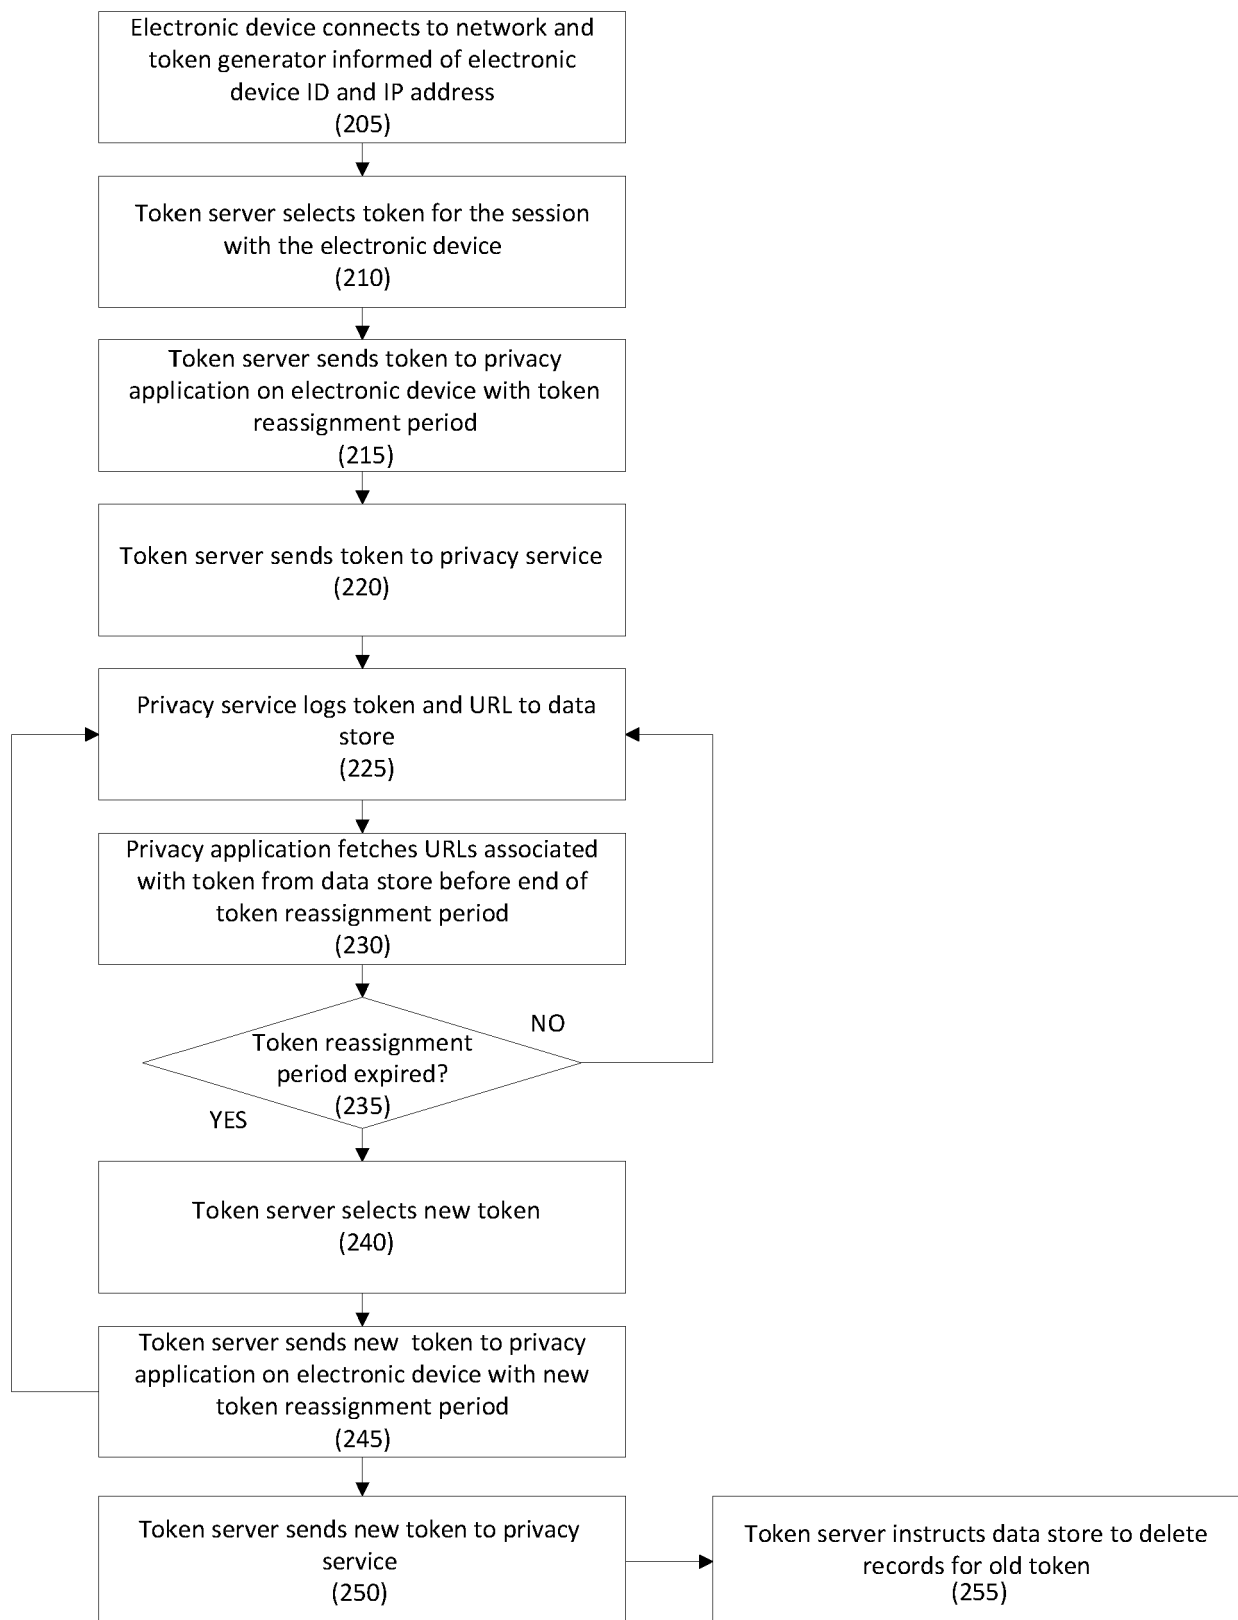 Electronic device connects to network and
token generator informed of electronic
device ID and IP address
(205)
Token server selects token for the session
with the electronic device
(210)
Token server sends token to privacy
application on electronic device with token
reassignment period
(215)
Token server sends token to privacy service
(220)
Privacy service logs token and URL to data
store
(225)
Privacy application fetches URLs associated
with token from data store before end of
token reassignment period
(230)
NO
Token reassignment
period expired?
(235)
YES
Token server selects new token
(240)
Token server sends new token to privacy
application on electronic device with new
token reassignment period
(245)
Token server sends new token to privacy
service
(250)
Token server instructs data store to delete
records for old token
(255)